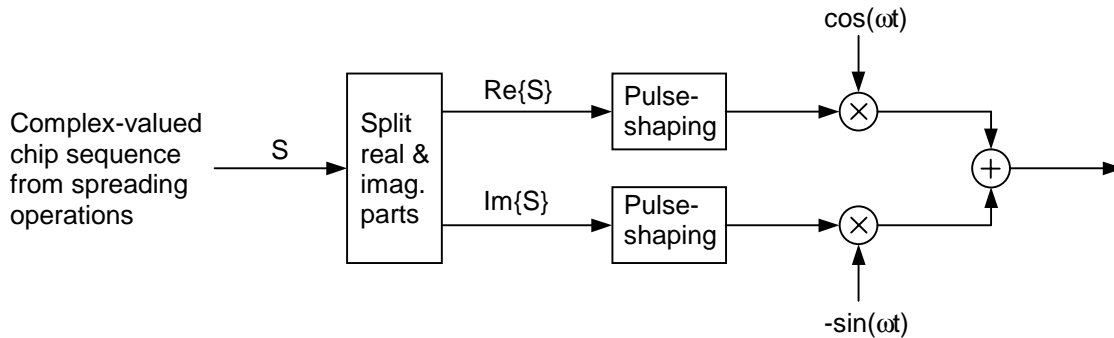 cos(ωt)
Complex-valued
chip sequence
from spreading
operations
S
Split
real &
imag.
parts
Re{S}
Pulse-
shaping
Im{S}
Pulse-
shaping
-sin(ωt)